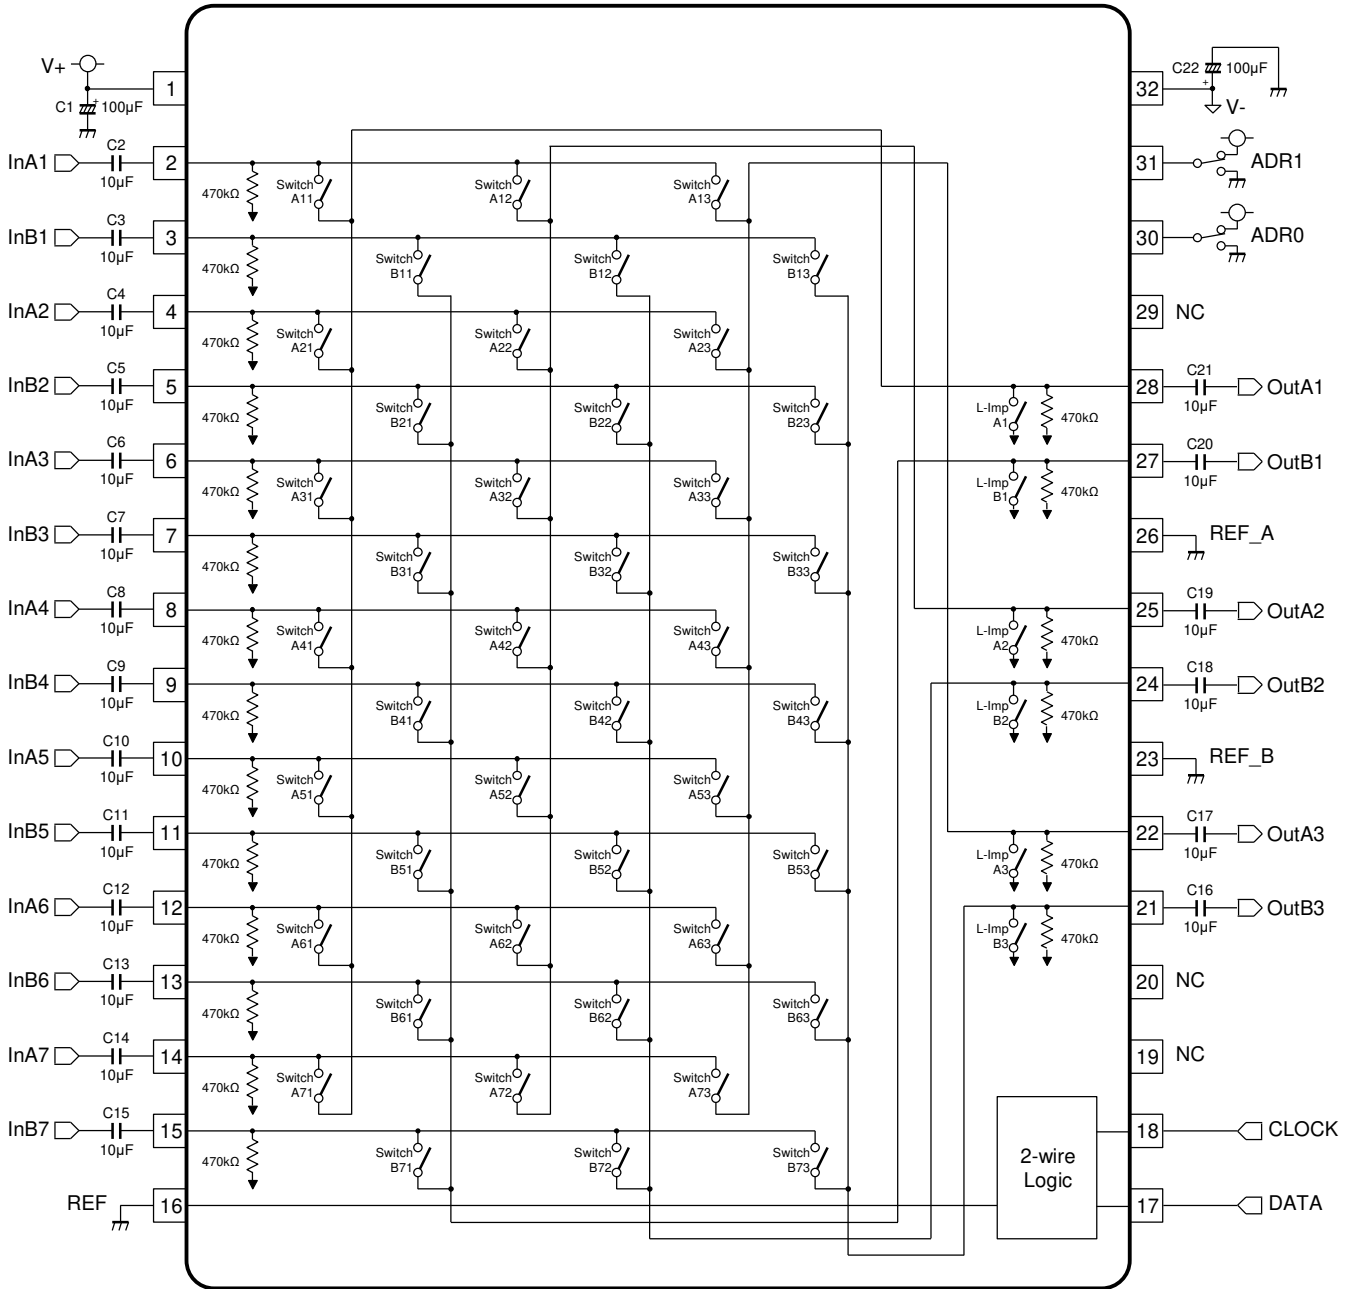 V+
C1
+
100µF
1
32
C22
100µF
+
V-
InA1
C2
10µF
2
470kΩ
Switch
A11
Switch
A12
Switch
A13
31
ADR1
InB1
C3
10µF
3
470kΩ
Switch
B11
Switch
B12
Switch
B13
30
ADR0
InA2
C4
10µF
4
470kΩ
Switch
A21
Switch
A22
Switch
A23
29
NC
InB2
C5
10µF
5
470kΩ
Switch
B21
Switch
B22
Switch
B23
L-Imp
A1
470kΩ
28
C21
10µF
OutA1
InA3
C6
10µF
6
470kΩ
Switch
A31
Switch
A32
Switch
A33
L-Imp
B1
470kΩ
27
C20
10µF
OutB1
InB3
C7
10µF
7
470kΩ
Switch
B31
Switch
B32
Switch
B33
26
REF_A
InA4
C8
10µF
8
470kΩ
Switch
A41
Switch
A42
Switch
A43
L-Imp
A2
470kΩ
25
C19
10µF
OutA2
InB4
C9
10µF
9
470kΩ
Switch
B41
Switch
B42
Switch
B43
L-Imp
B2
470kΩ
24
C18
10µF
OutB2
InA5
C10
10µF
10
470kΩ
Switch
A51
Switch
A52
Switch
A53
23
REF_B
InB5
C11
10µF
11
470kΩ
Switch
B51
Switch
B52
Switch
B53
L-Imp
A3
470kΩ
22
C17
10µF
OutA3
InA6
C12
10µF
12
470kΩ
Switch
A61
Switch
A62
Switch
A63
L-Imp
B3
470kΩ
21
C16
10µF
OutB3
InB6
C13
10µF
13
470kΩ
Switch
B61
Switch
B62
Switch
B63
20
NC
InA7
C14
10µF
14
470kΩ
Switch
A71
Switch
A72
Switch
A73
19
NC
InB7
C15
10µF
15
470kΩ
Switch
B71
Switch
B72
Switch
B73
2-wire
Logic
18
CLOCK
REF
16
17
DATA